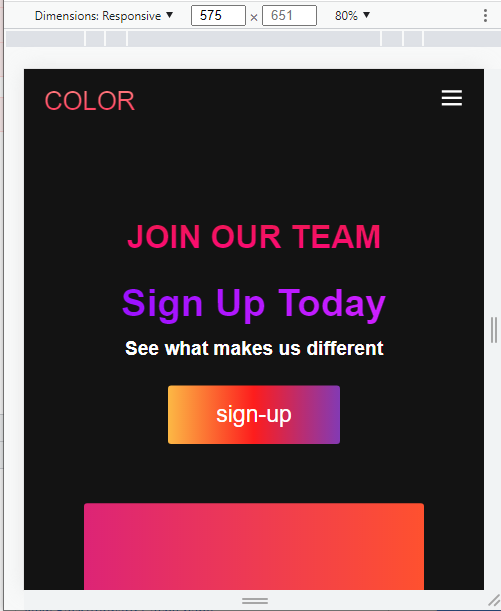 Dimensions: Responsive ▼ 575 × 651 80% ▼
COLOR
JOIN OUR TEAM
Sign Up Today
See what makes us different
sign-up